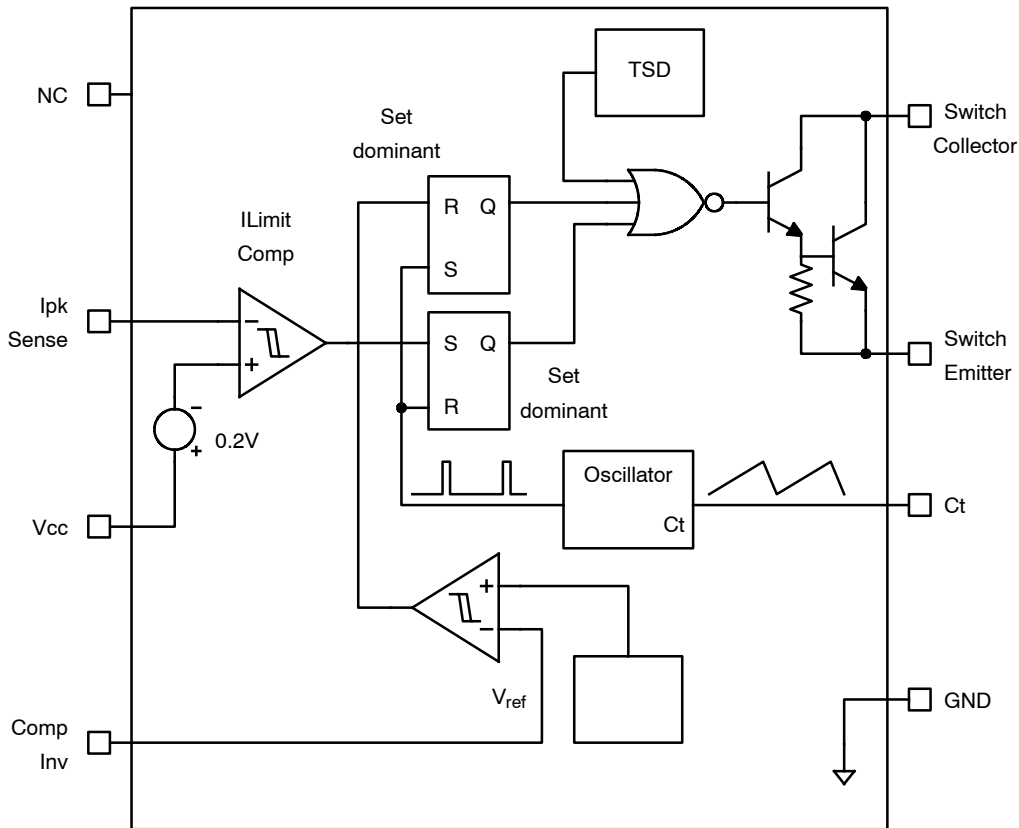 TSD
NC
Switch
Collector
Set
dominant
R Q
S
ILimit
Comp
Ipk
Sense
−
+
S Q
R
Set
dominant
Switch
Emitter
−
+
0.2V
Vcc
Oscillator
Ct
Ct
+
−
Vref
GND
Comp
Inv